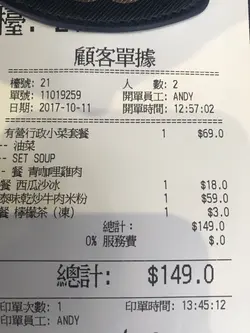 顧客單據
檯號: 21 人 數: 2
單號: 11019259 開單員工: ANDY
日期: 2017-10-11 開單時間: 12:57:02
有營行政小菜套餐 1 $69.0
-- 油菜
-- SET SOUP
-- 餐 青咖喱雞肉
餐 西瓜沙冰 1 $18.0
泰味乾炒牛肉米粉 1 $59.0
餐 檸檬茶 (凍) 1 $3.0
總計: $149.0
0% 服務費 $.0
總計: $149.0
印單次數: 1 印單時間: 13:45:12
印單員工: ANDY